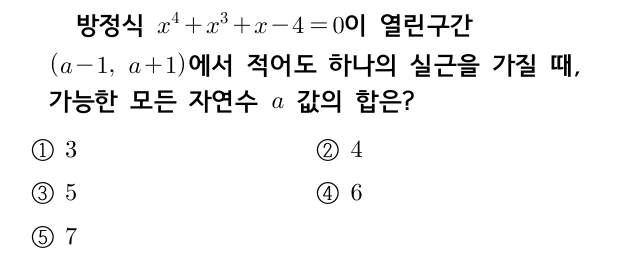 방정식 x⁴+x³+x−4=0이 열린구간
(a−1, a+1)에서 적어도 하나의 실근을 가질 때,
가능한 모든 자연수 a 값의 합은?
① 3 ② 4
③ 5 ④ 6
⑤ 7